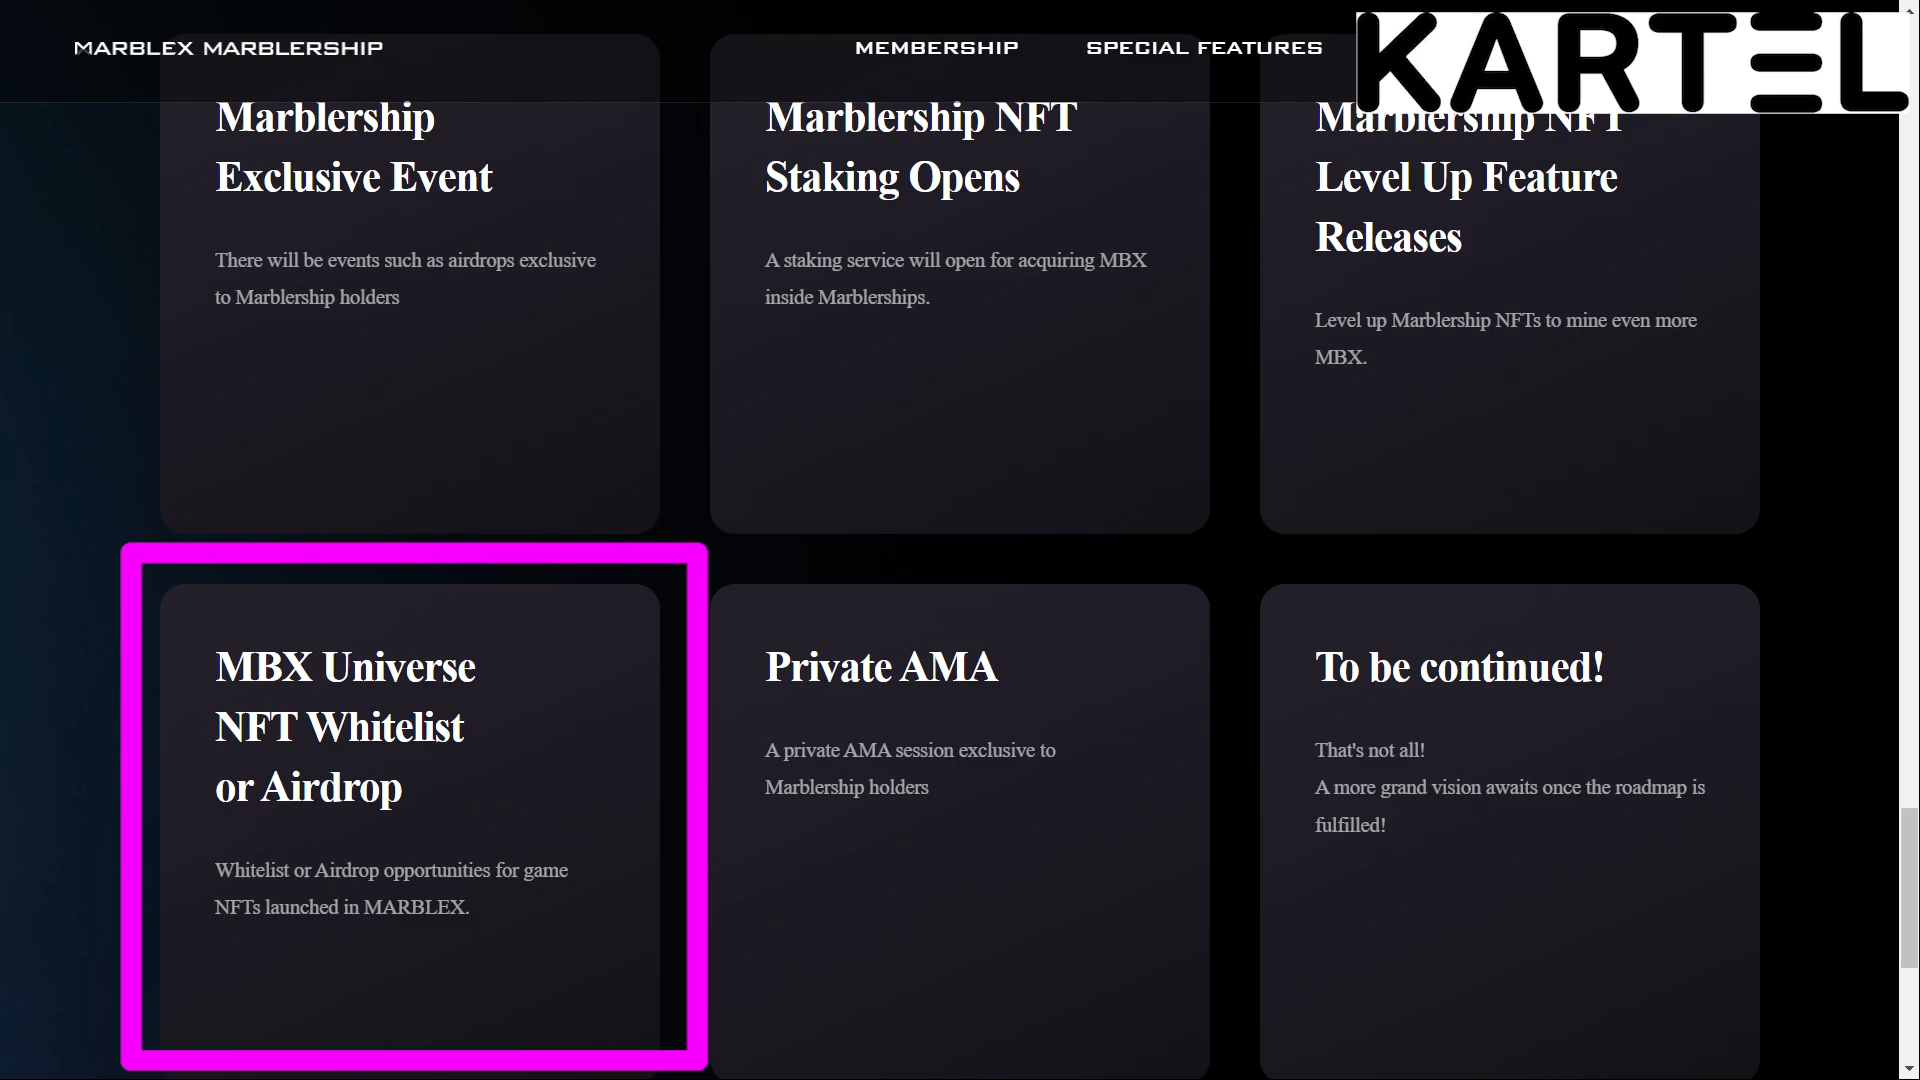 MARBLEX MARBLERSHIP
MEMBERSHIP
SPECIAL FEATURES
KARTEL
Marblership
Exclusive Event
There will be events such as airdrops exclusive
to Marblership holders
Marblership NFT
Staking Opens
A staking service will open for acquiring MBX
inside Marblerships.
Marblership NFT
Level Up Feature
Releases
Level up Marblership NFTs to mine even more
MBX.
MBX Universe
NFT Whitelist
or Airdrop
Whitelist or Airdrop opportunities for game
NFTs launched in MARBLEX.
Private AMA
A private AMA session exclusive to
Marblership holders
To be continued!
That's not all!
A more grand vision awaits once the roadmap is
fulfilled!